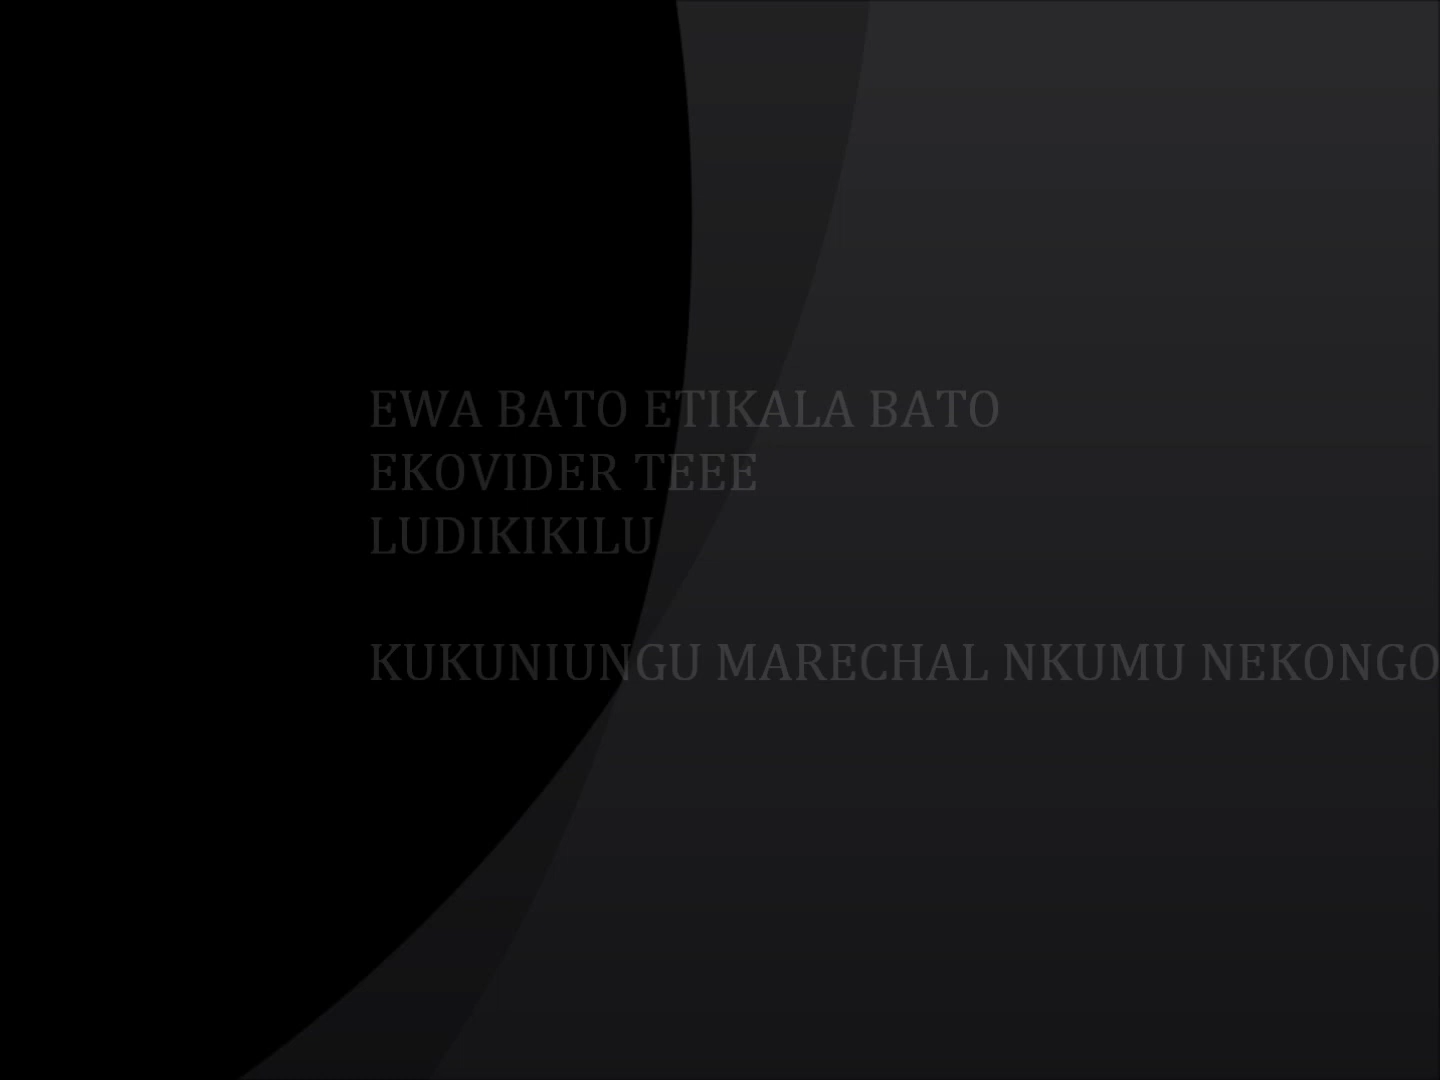 EWA BATO ETIKALA BATO
EKOVIDER TEEE
LUDIKIKILU
KUKUNIUNGU MARECHAL NKUMU NEKONGO